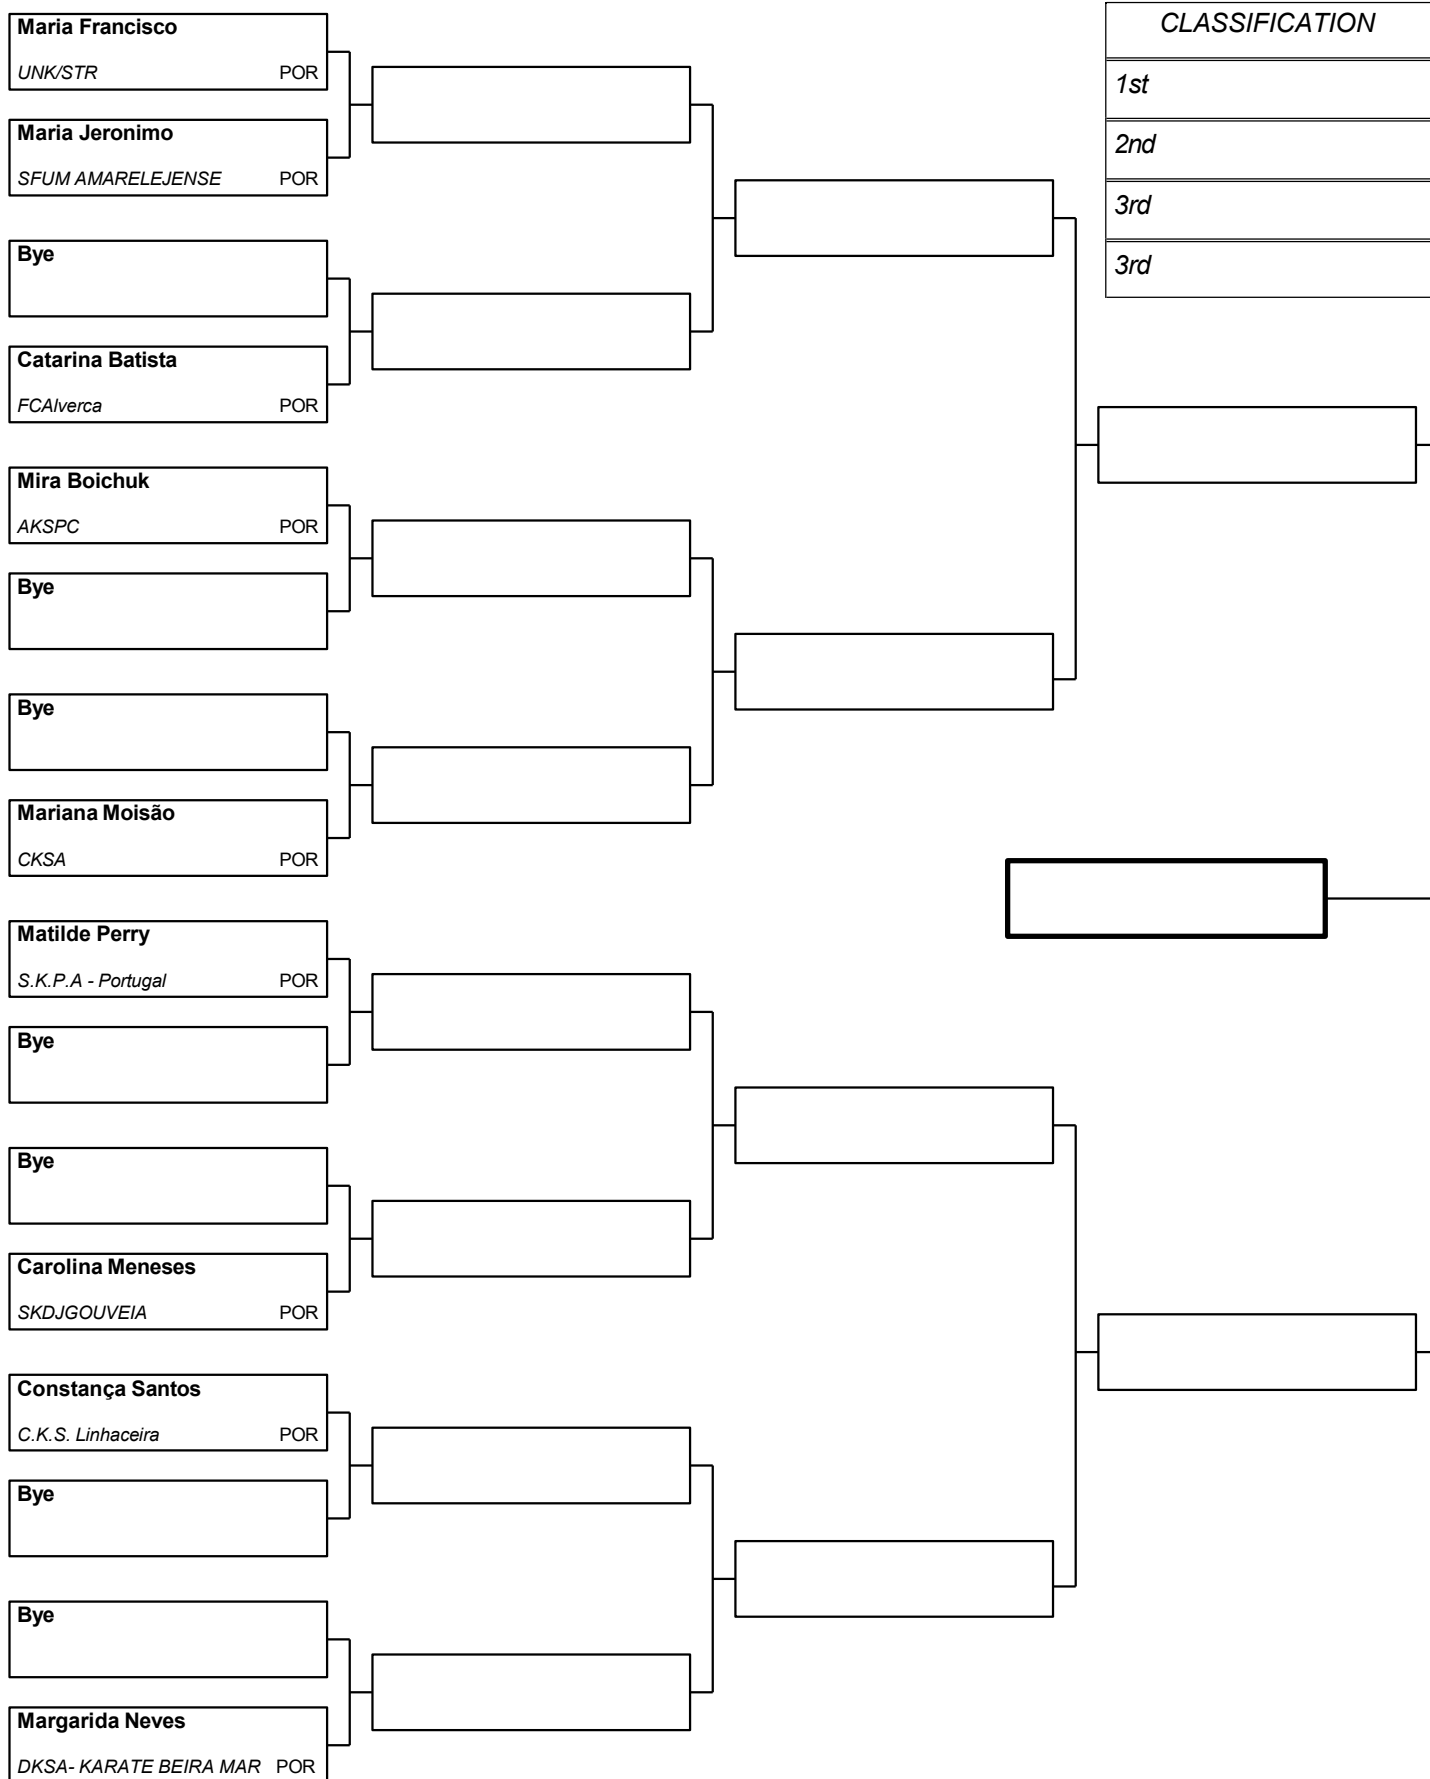 Maria Francisco
UNK/STR POR
Maria Jeronimo
SFUM AMARELEJENSE POR
Bye
Catarina Batista
FCAlverca POR
Mira Boichuk
AKSPC POR
Bye
Bye
Mariana Moisão
CKSA POR
Matilde Perry
S.K.P.A - Portugal POR
Bye
Bye
Carolina Meneses
SKDJGOUVEIA POR
Constança Santos
C.K.S. Linhaceira POR
Bye
Bye
Margarida Neves
DKSA- KARATE BEIRA MAR POR
CLASSIFICATION
1st
2nd
3rd
3rd